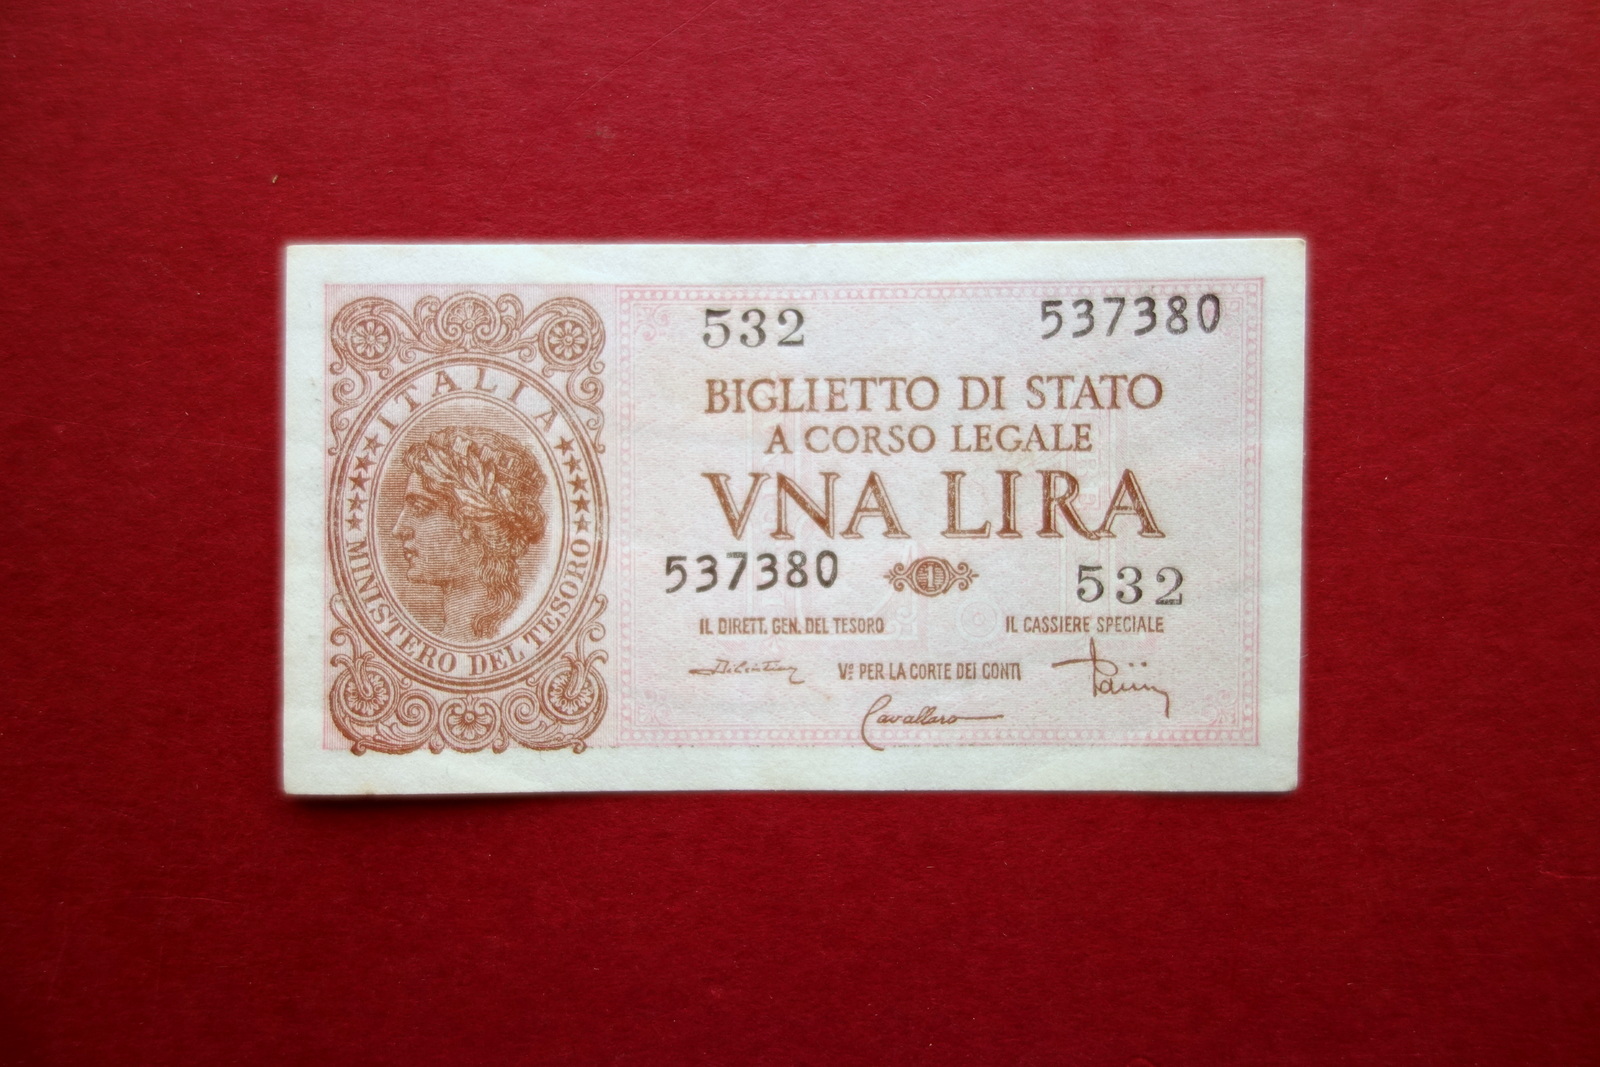 ITALIA
MINISTERO DEL TESORO
532 537380
BIGLIETTO DI STATO
A CORSO LEGALE
VNA LIRA
537380 1 532
IL DIRETT. GEN. DEL TESORO IL CASSIERE SPECIALE
Vº PER LA CORTE DEI CONTI
Cavallaro